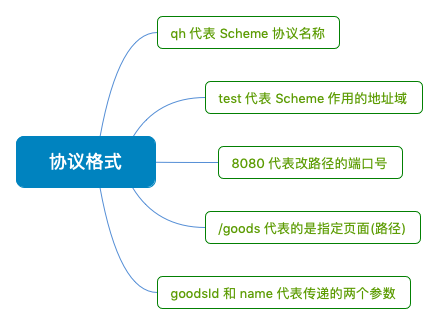 qh 代表 Scheme 协议名称
test 代表 Scheme 作用的地址域
协议格式
8080 代表改路径的端口号
/goods 代表的是指定页面(路径)
goodsId 和 name 代表传递的两个参数